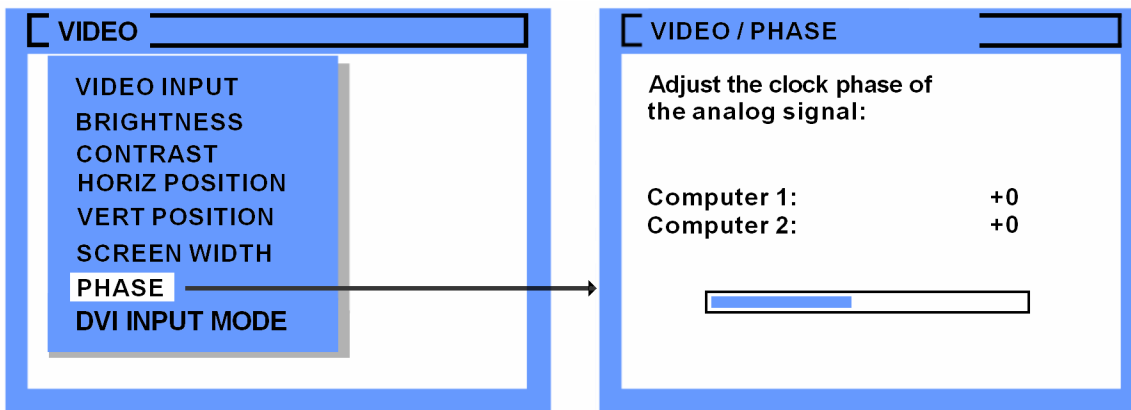 VIDEO
VIDEO INPUT
BRIGHTNESS
CONTRAST
HORIZ POSITION
VERT POSITION
SCREEN WIDTH
PHASE
DVI INPUT MODE
VIDEO / PHASE
Adjust the clock phase of
the analog signal:
Computer 1: +0
Computer 2: +0